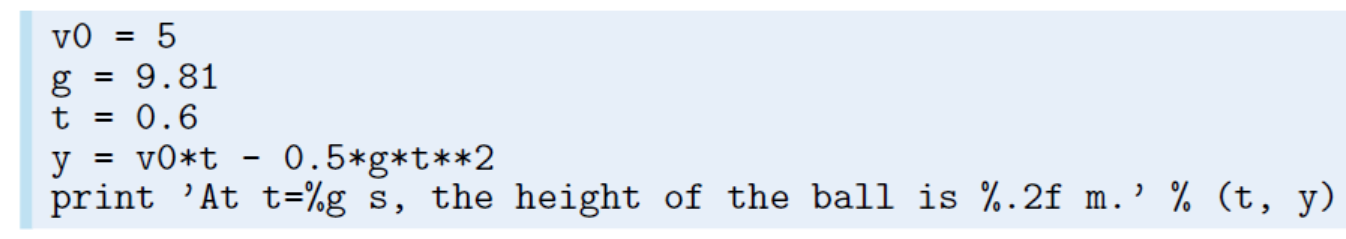 v0 = 5
g = 9.81
t = 0.6
y = v0*t - 0.5*g*t**2
print ’At t=%g s, the height of the ball is %.2f m.’ % (t, y)